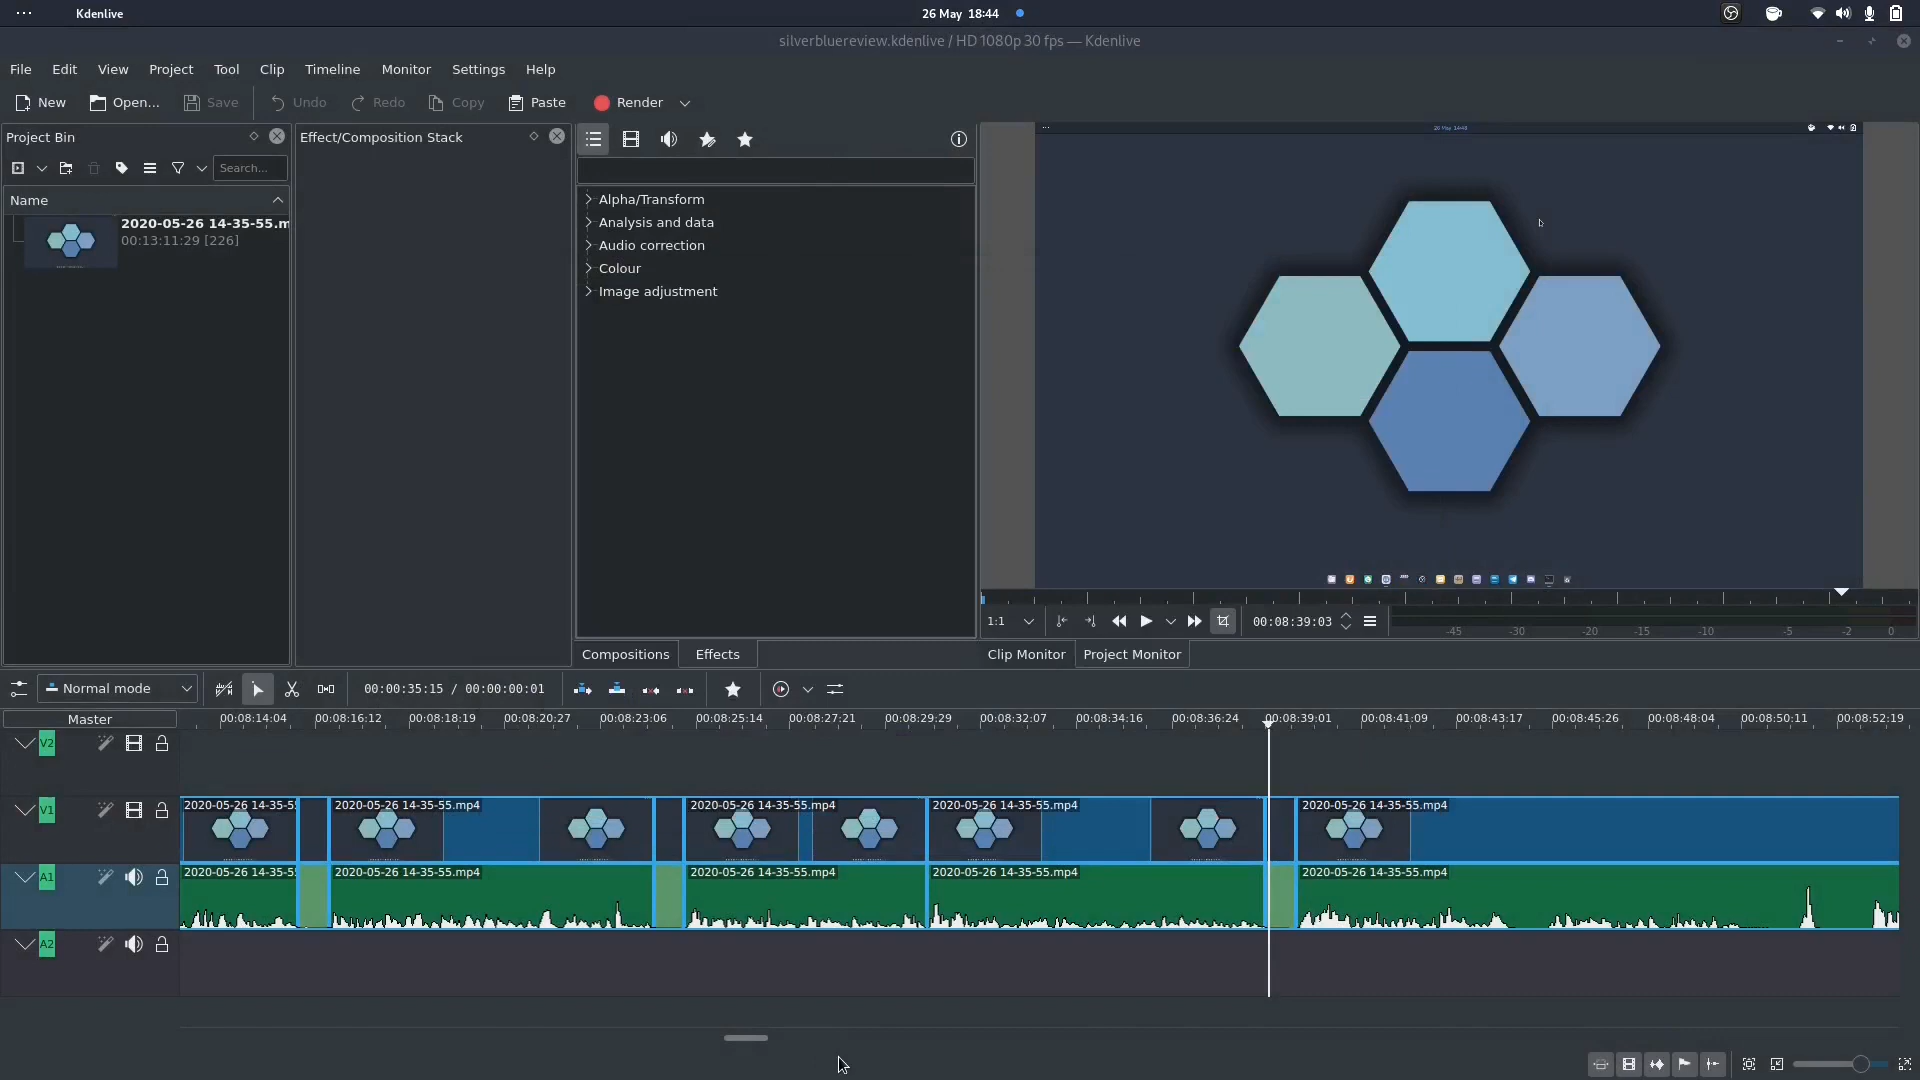 Kdenlive
26 May 18:44
silverbluereview.kdenlive / HD 1080p 30 fps — Kdenlive
File Edit View Project Tool Clip Timeline Monitor Settings Help
New Open... Save Undo Redo Copy Paste Render
Project Bin
Effect/Composition Stack
Search...
Name
2020-05-26 14-35-55.m
00:13:11:29 [226]
Alpha/Transform
Analysis and data
Audio correction
Colour
Image adjustment
1:1
00:08:39:03
-45 -30 -20 -15 -10 -5 -2 0
Compositions Effects
Clip Monitor Project Monitor
Normal mode
00:00:35:15 / 00:00:00:01
Master
00:08:14:04 00:08:16:12 00:08:18:19 00:08:20:27 00:08:23:06 00:08:25:14 00:08:27:21 00:08:29:29 00:08:32:07 00:08:34:16 00:08:36:24 00:08:39:01 00:08:41:09 00:08:43:17 00:08:45:26 00:08:48:04 00:08:50:11 00:08:52:19
V2
V1
2020-05-26 14-35-55 2020-05-26 14-35-55.mp4 2020-05-26 14-35-55.mp4 2020-05-26 14-35-55.mp4 2020-05-26 14-35-55.mp4
A1
2020-05-26 14-35-55 2020-05-26 14-35-55.mp4 2020-05-26 14-35-55.mp4 2020-05-26 14-35-55.mp4 2020-05-26 14-35-55.mp4
A2